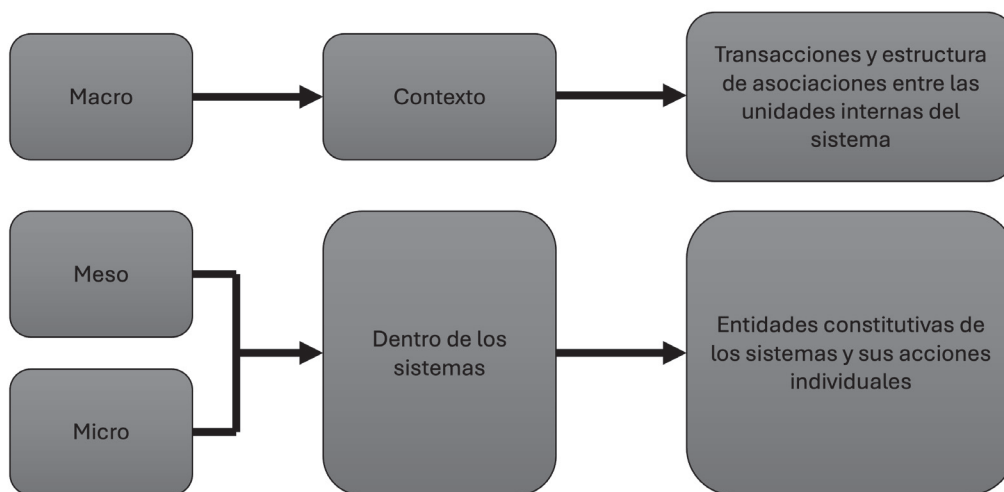 Macro
Contexto
Transacciones y estructura
de asociaciones entre las
unidades internas del
sistema
Meso
Micro
Dentro de los
sistemas
Entidades constitutivas de
los sistemas y sus acciones
individuales